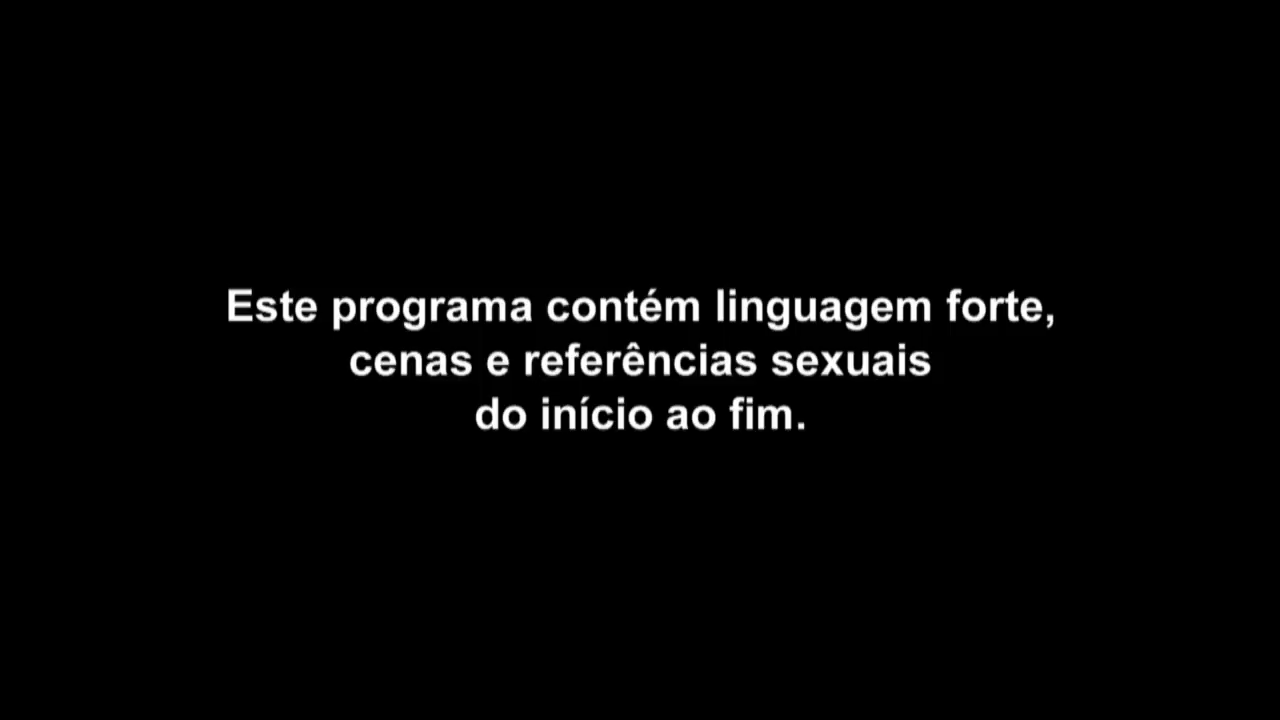 Este programa contém linguagem forte,
cenas e referências sexuais
do início ao fim.